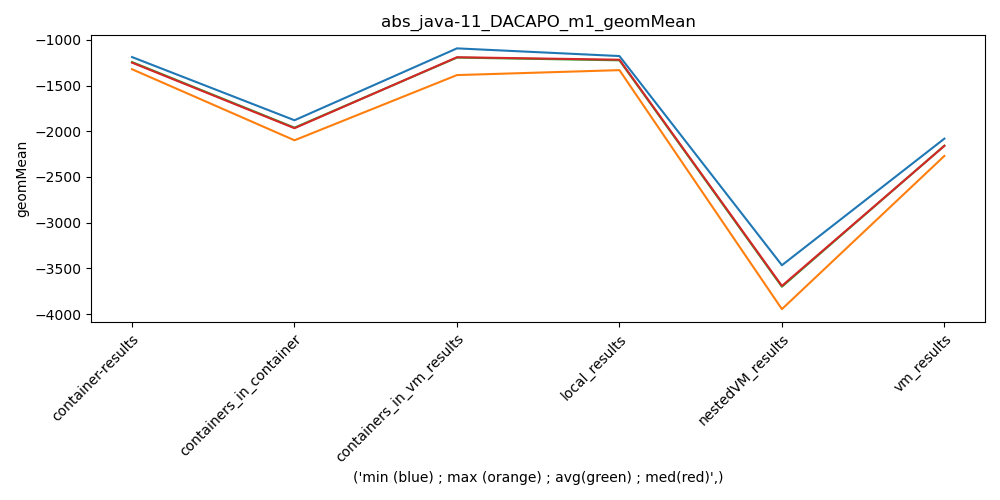 abs_java-11_DACAPO_m1_geomMean
geomMean
−1000
−1500
−2000
−2500
−3000
−3500
−4000
container-results
containers_in_container
containers_in_vm_results
local_results
nestedVM_results
vm_results
('min (blue) ; max (orange) ; avg(green) ; med(red)',)